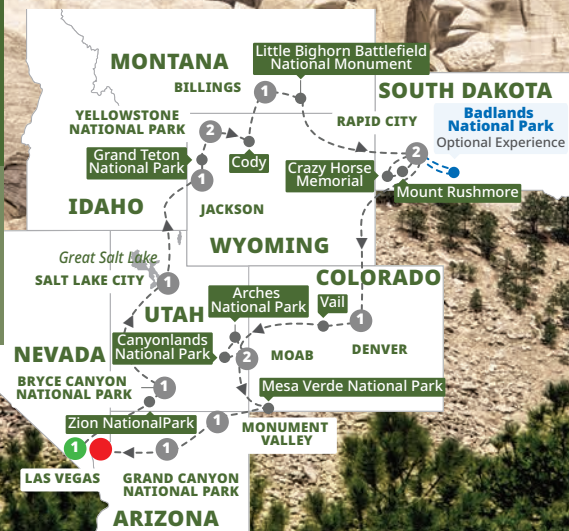 Little Bighorn Battlefield
National Monument
MONTANA
BILLINGS
1
SOUTH DAKOTA
YELLOWSTONE
NATIONAL PARK
2
RAPID CITY
Badlands
National Park
Optional Experience
Grand Teton
National Park
Cody
2
Crazy Horse
Memorial
Mount Rushmore
1
IDAHO
JACKSON
WYOMING
Great Salt Lake
SALT LAKE CITY
1
COLORADO
Arches
National Park
Vail
UTAH
1
Canyonlands
National Park
NEVADA
2
MOAB
DENVER
BRYCE CANYON
NATIONAL PARK
1
Mesa Verde National Park
Zion NationalPark
1
MONUMENT
VALLEY
1
1
LAS VEGAS
GRAND CANYON
NATIONAL PARK
ARIZONA